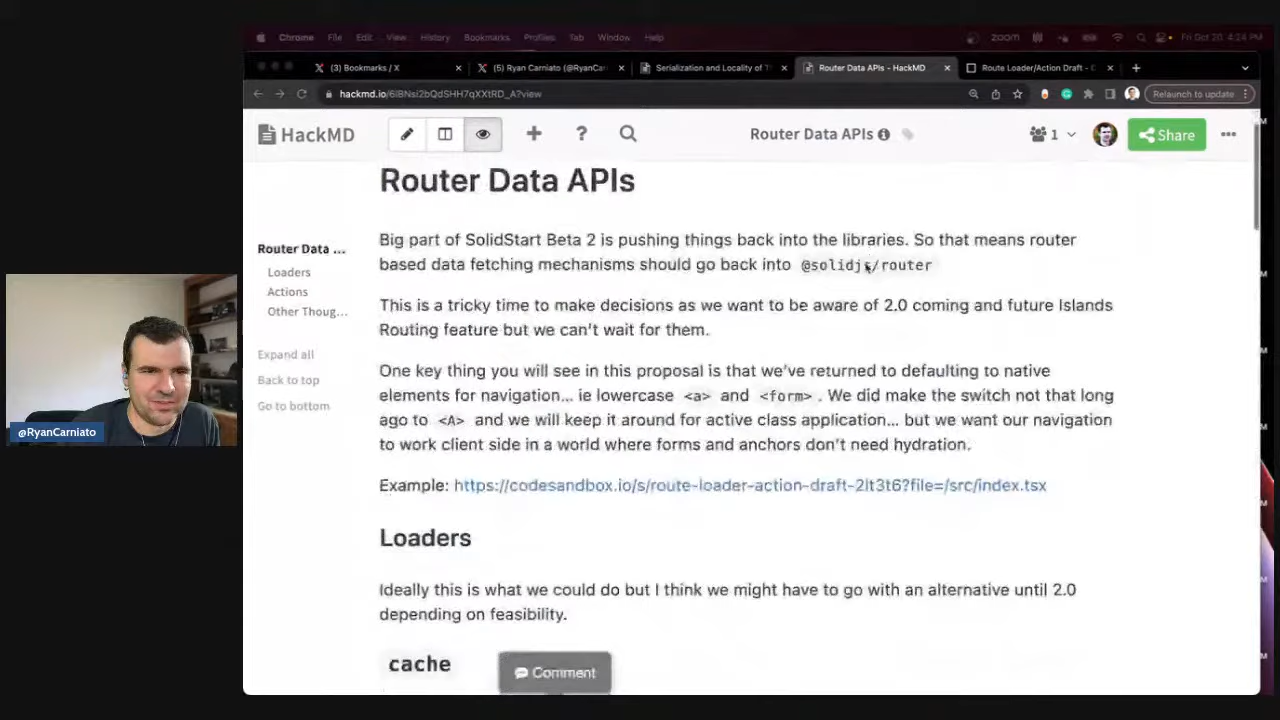 Chrome File Edit View History Bookmarks Profiles Tab Window Help zoom Fri Oct 20 4:24 PM
(3) Bookmarks / X
(5) Ryan Carniato (@RyanCar
Serialization and Locality of T
Router Data APIs - HackMD
Route Loader/Action Draft - C
hackmd.io/
?view
Relaunch to update
HackMD
Router Data APIs
1
Share
Router Data ...
Loaders
Actions
Other Thoug...
Expand all
Back to top
Go to bottom
Router Data APIs
Big part of SolidStart Beta 2 is pushing things back into the libraries. So that means router
based data fetching mechanisms should go back into @solidjs/router
This is a tricky time to make decisions as we want to be aware of 2.0 coming and future Islands
Routing feature but we can't wait for them.
One key thing you will see in this proposal is that we've returned to defaulting to native
elements for navigation... ie lowercase <a> and <form>. We did make the switch not that long
ago to <A> and we will keep it around for active class application... but we want our navigation
to work client side in a world where forms and anchors don't need hydration.
Example: https://codesandbox.io/s/route-loader-action-draft-2lt3t6?file=/src/index.tsx
Loaders
Ideally this is what we could do but I think we might have to go with an alternative until 2.0
depending on feasibility.
cache
Comment
@RyanCarniato